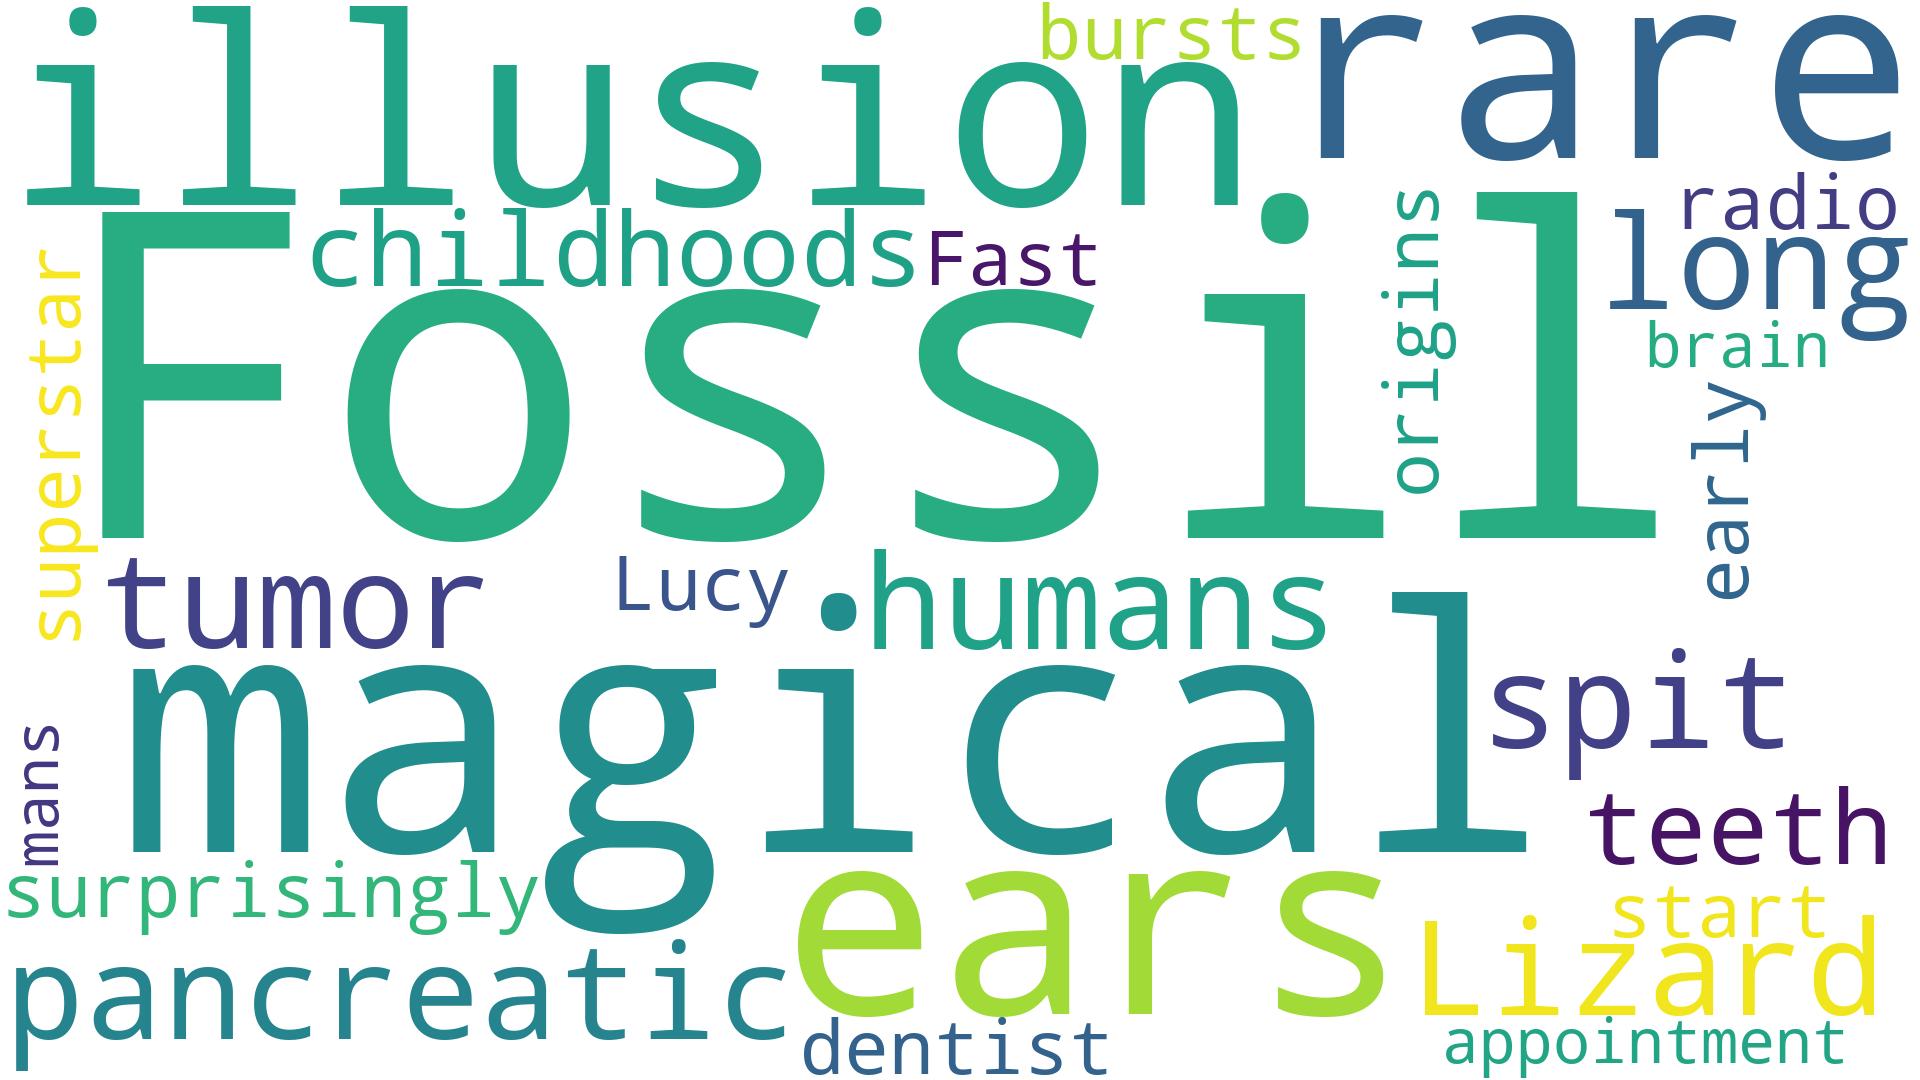 illusion
bursts
rare
radio
childhoods
Fast
origins
long
superstar
Fossil
brain
early
tumor
Lucy
humans
magical
spit
mans
teeth
surprisingly
ears
start
Lizard
pancreatic
dentist
appointment